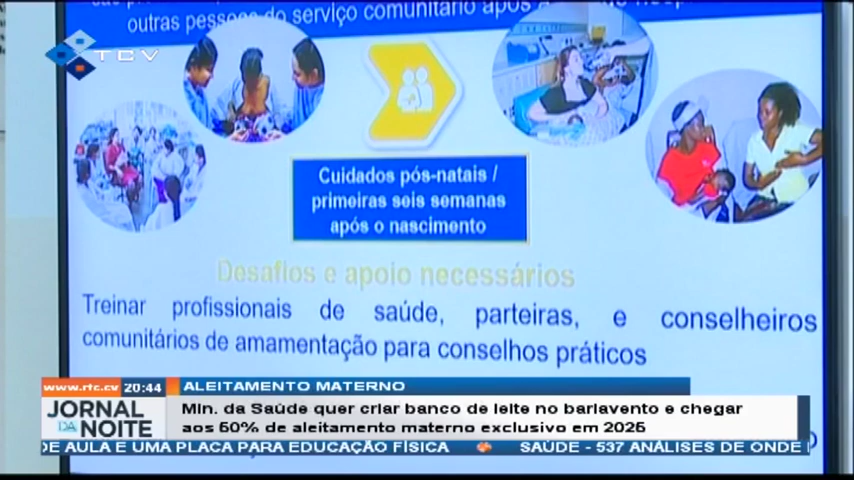 outras pessoas do serviço comunitário após
TCV
Cuidados pós-natais /
primeiras seis semanas
após o nascimento
Desafios e apoio necessários
Treinar profissionais de saúde, parteiras, e conselheiros
comunitários de amamentação para conselhos práticos
www.rtc.cv 20:44 ALEITAMENTO MATERNO
JORNAL DA NOITE
Min. da Saúde quer criar banco de leite no barlavento e chegar
aos 60% de aleitamento materno exclusivo em 2025
DE AULA E UMA PLACA PARA EDUCAÇÃO FÍSICA SAÚDE - 537 ANÁLISES DE ONDE